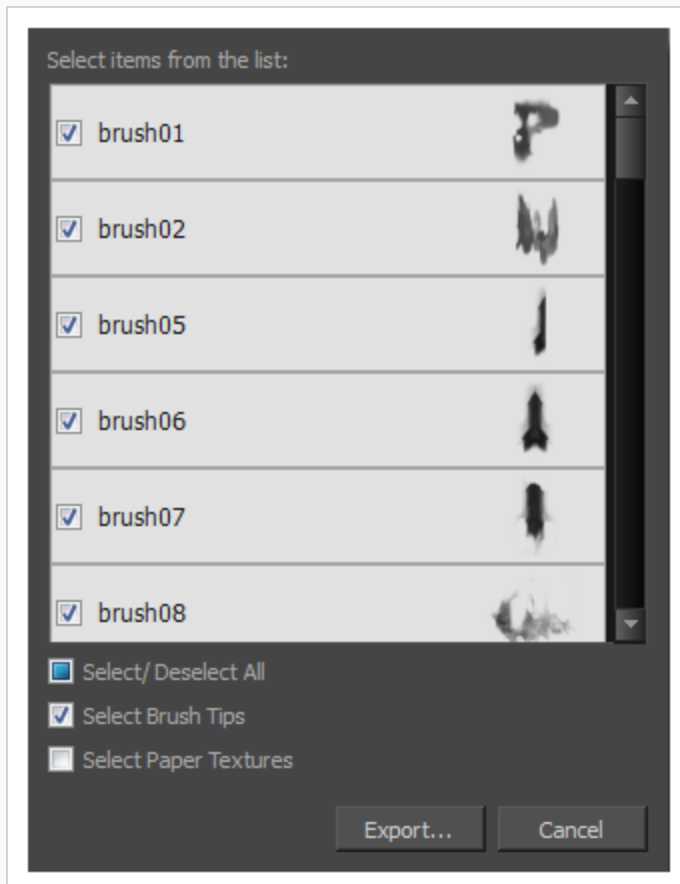 Select items from the list:
brush01
brush02
brush05
brush06
brush07
brush08
Select/ Deselect All
Select Brush Tips
Select Paper Textures
Export... Cancel